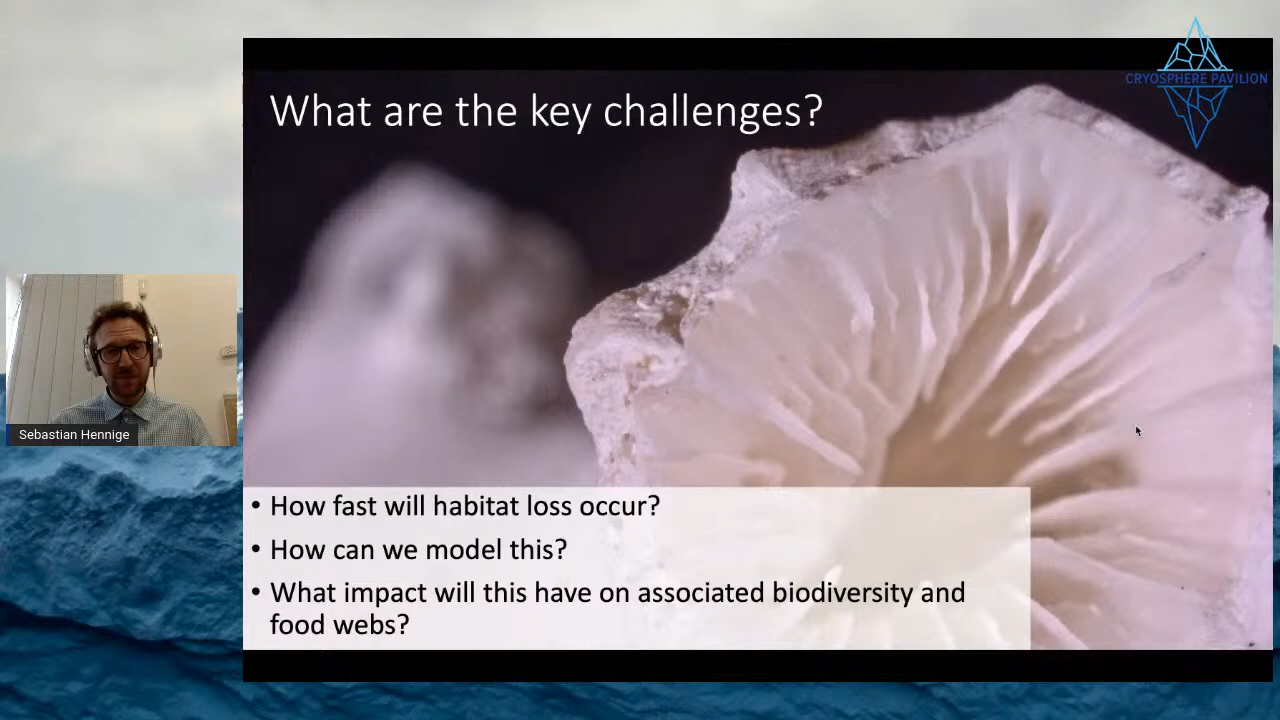 CRYOSPHERE PAVILION
What are the key challenges?
Sebastian Hennige
• How fast will habitat loss occur?
• How can we model this?
• What impact will this have on associated biodiversity and
food webs?